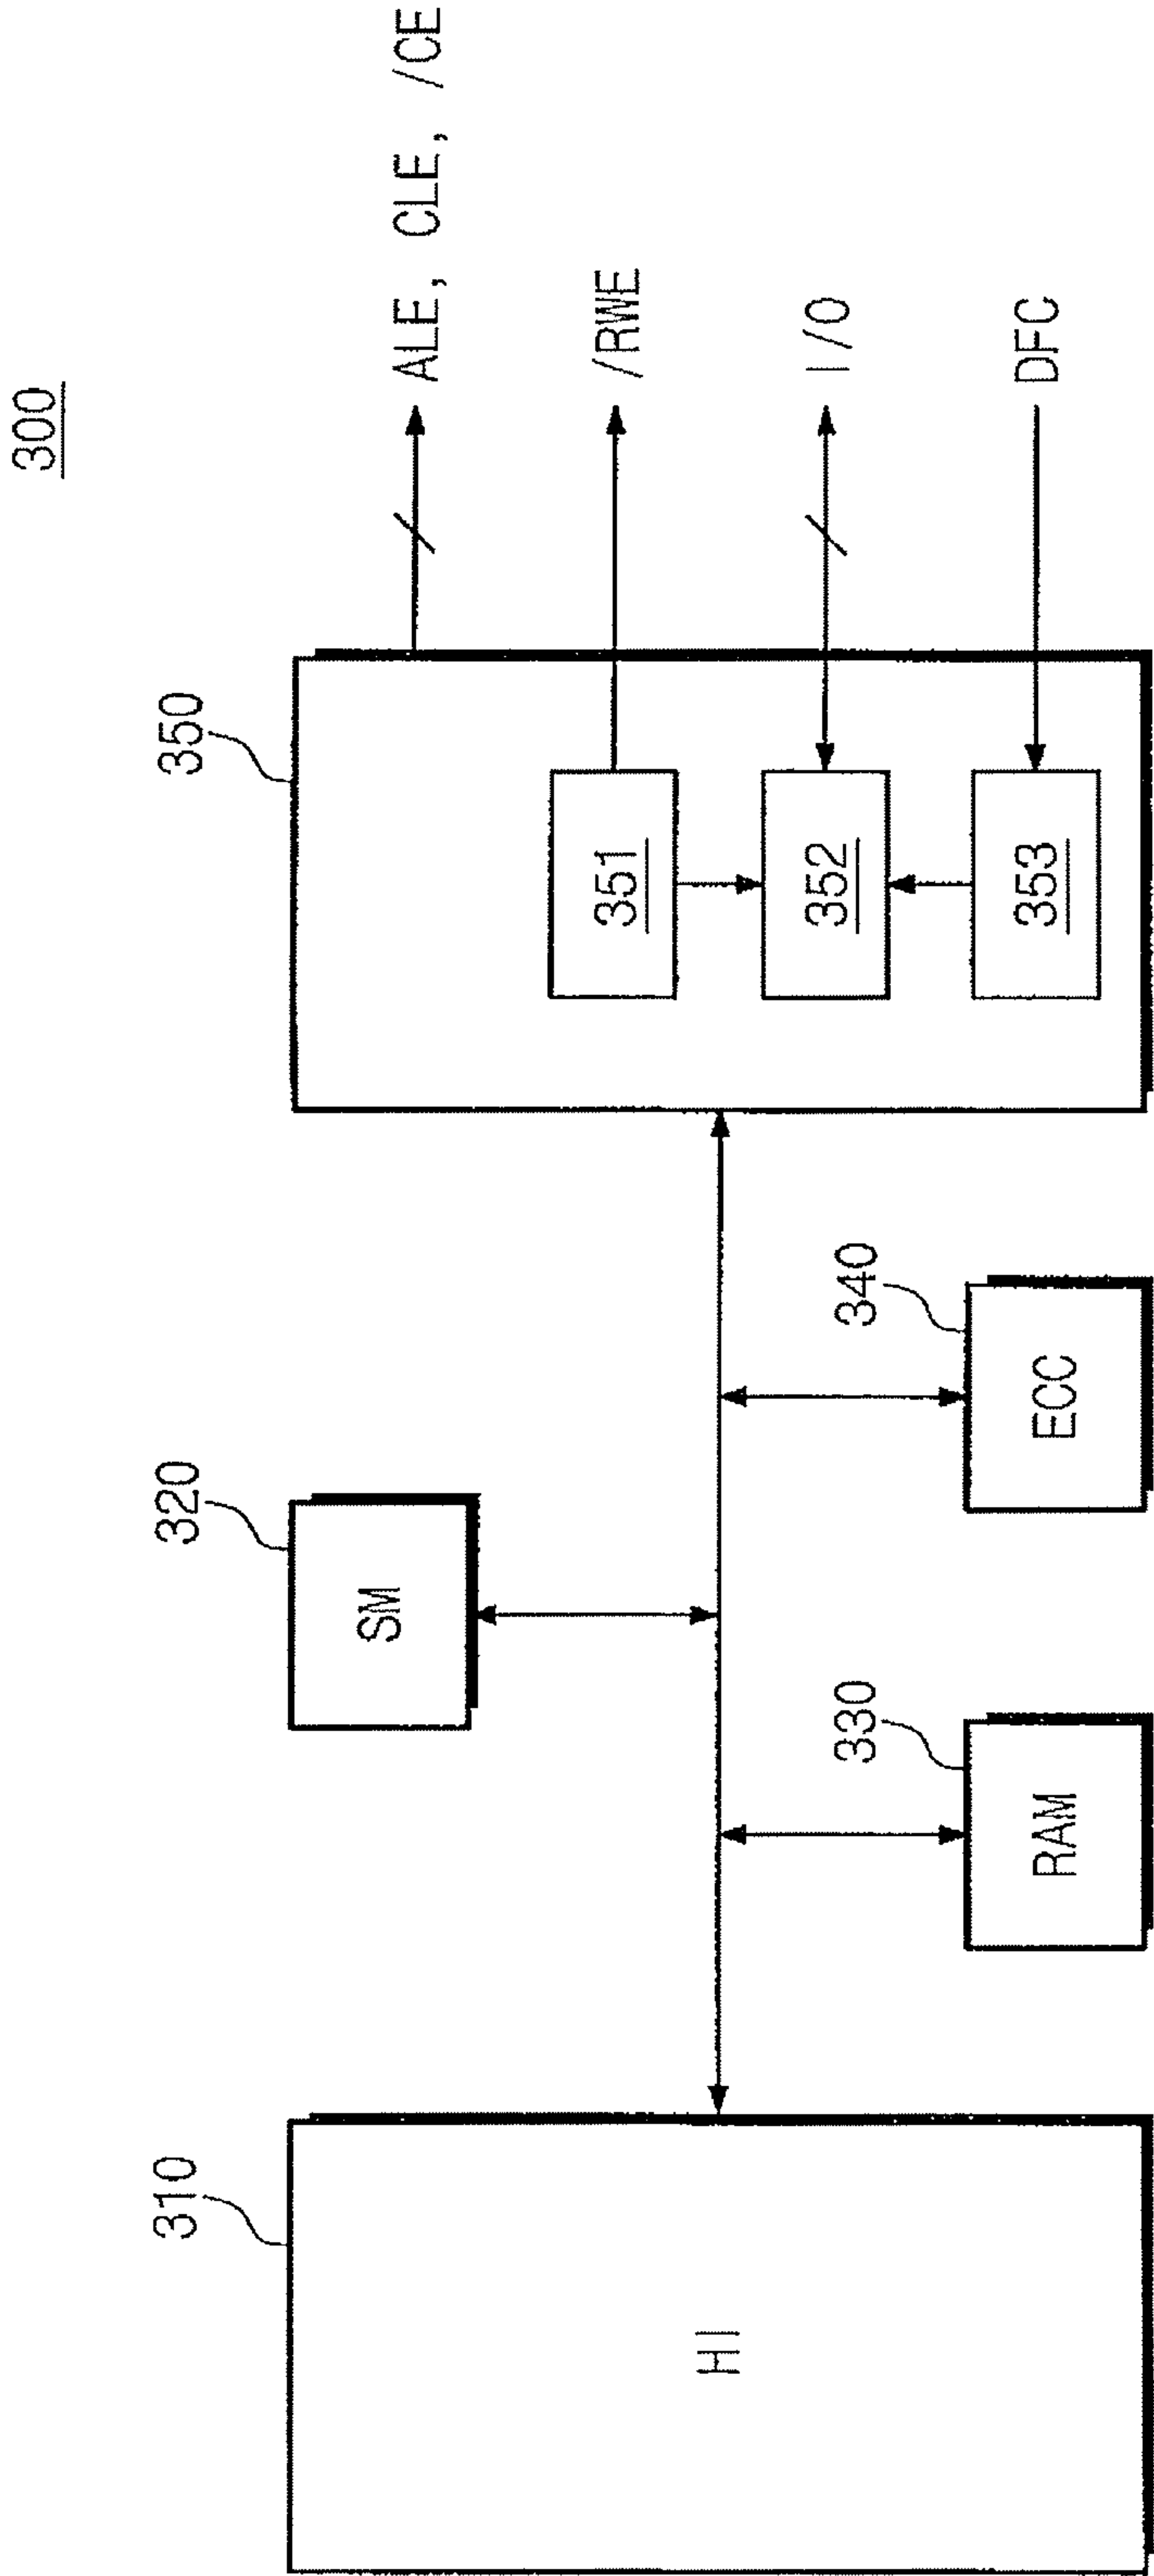 300
310
HI
320
SM
330
RAM
340
ECC
350
351
352
353
ALE, CLE, /CE
/RWE
I/O
DFC